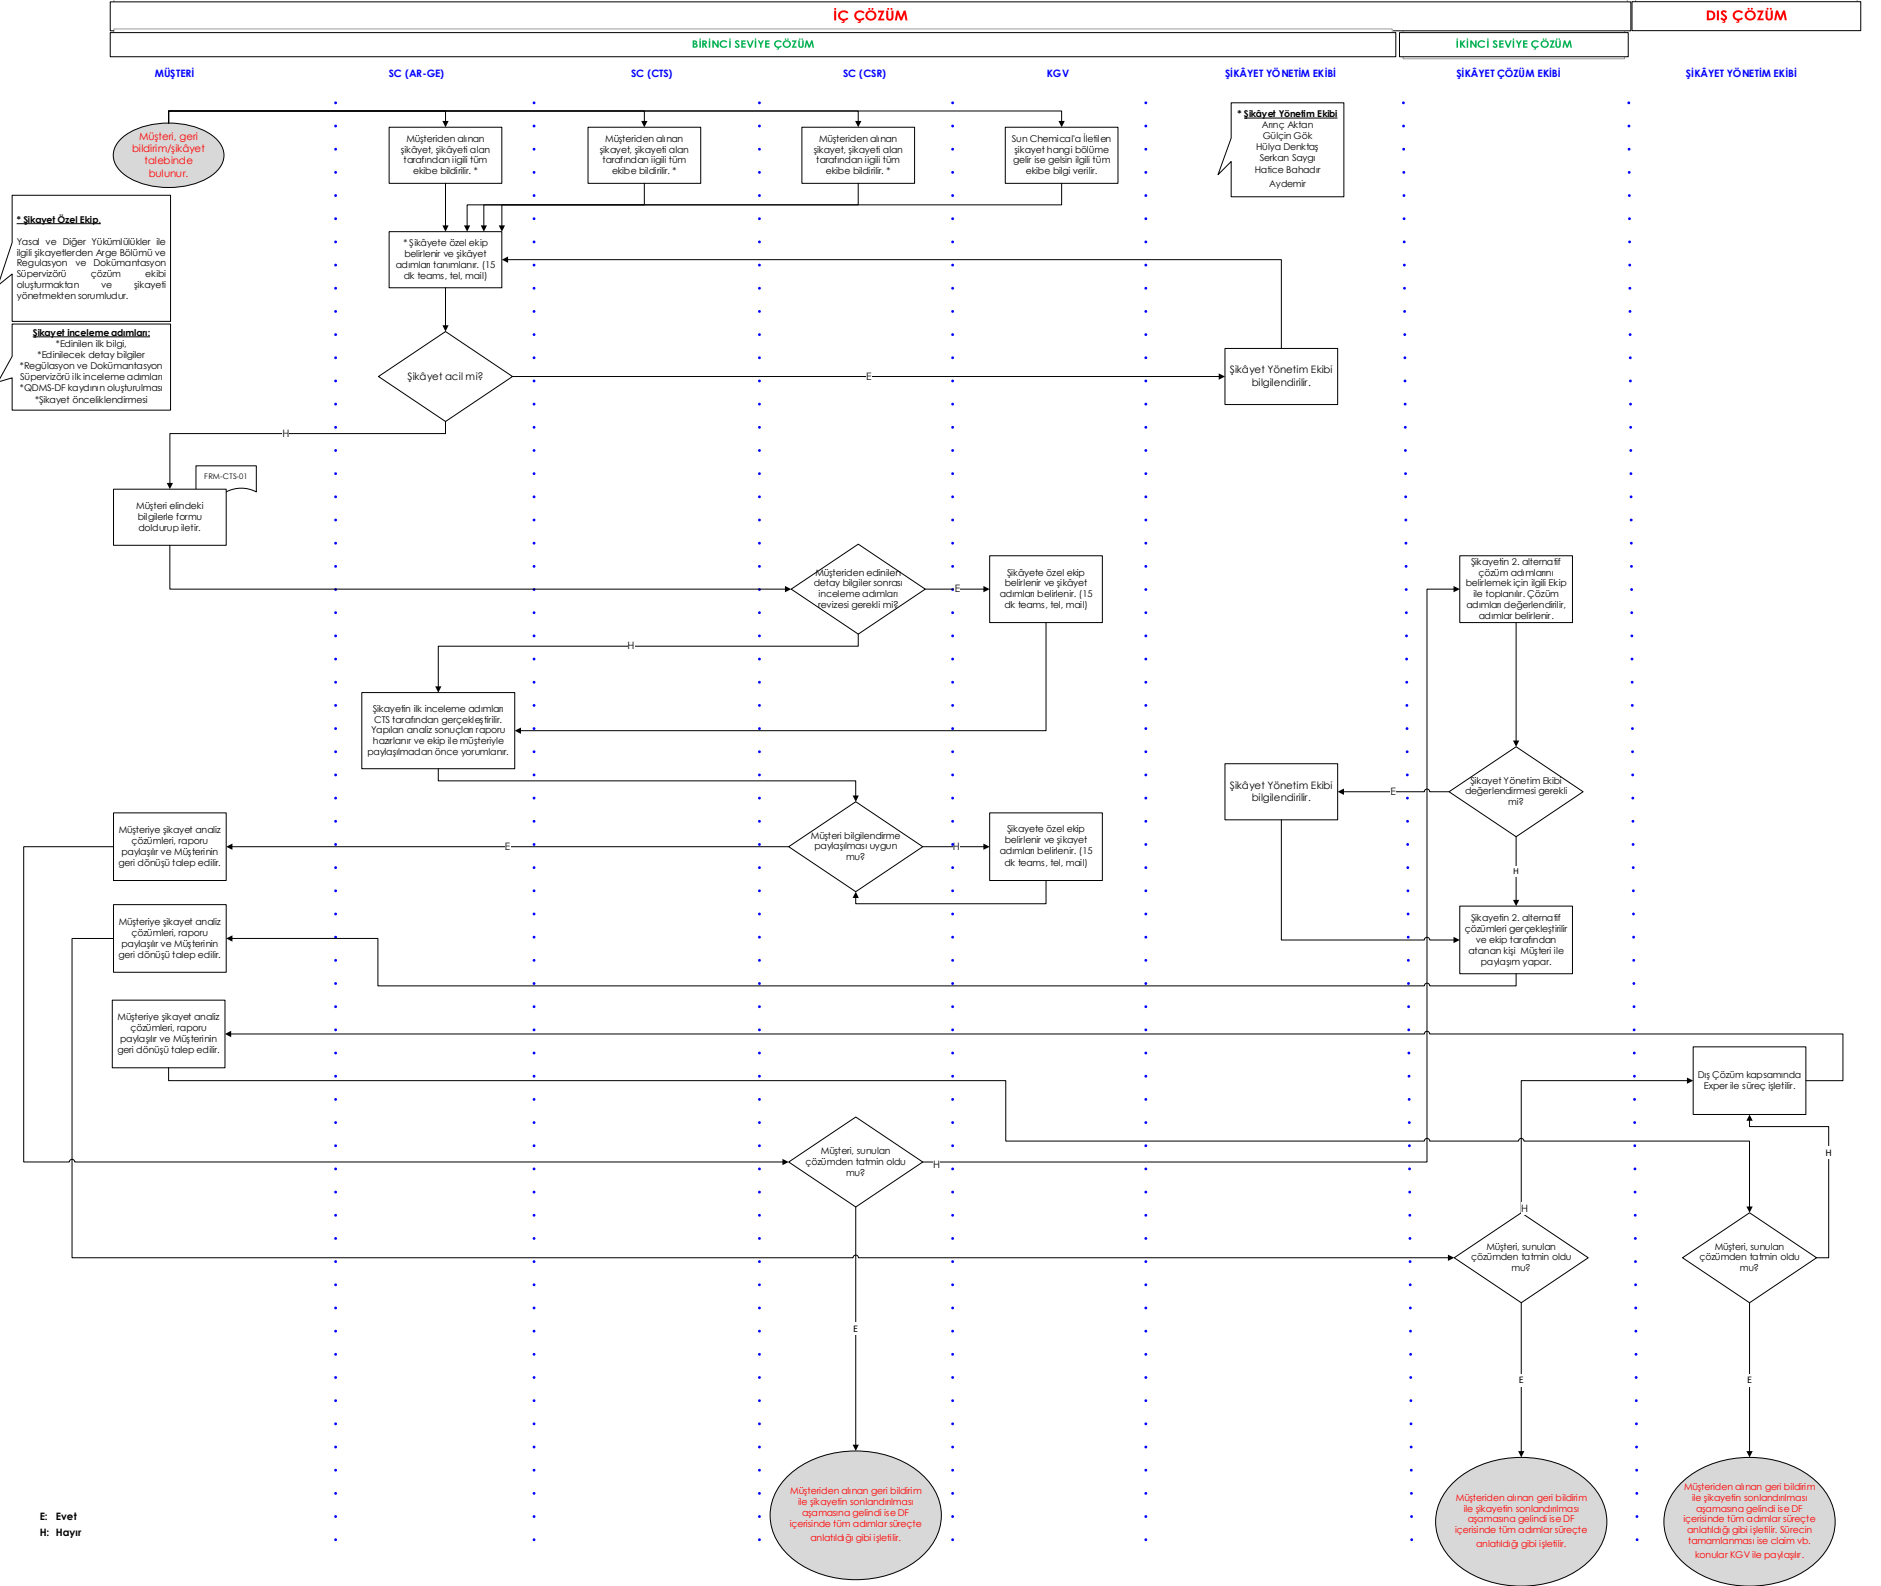 İÇ ÇÖZÜM
DIŞ ÇÖZÜM
BİRİNCİ SEVİYE ÇÖZÜM
İKİNCİ SEVİYE ÇÖZÜM
MÜŞTERİ
SC (AR-GE)
SC (CTS)
SC (CSR)
KGV
ŞİKÂYET YÖNETİM EKİBİ
ŞİKÂYET ÇÖZÜM EKİBİ
ŞİKÂYET YÖNETİM EKİBİ
Müşteri, geri
bildirim/şikâyet
talebinde
bulunur.
Müşteriden alınan
şikâyet, şikâyeti alan
tarafından ilgili tüm
ekibe bildirilir. *
Müşteriden alınan
şikayet, şikayeti alan
tarafından ilgili tüm
ekibe bildirilir. *
Müşteriden alınan
şikayet, şikayeti alan
tarafından ilgili tüm
ekibe bildirilir. *
Sun Chemical'a İletilen
şikayet hangi bölüme
gelir ise gelsin ilgili tüm
ekibe bilgi verilir.
* Şikâyet Yönetim Ekibi
Arınç Aktan
Gülçin Gök
Hülya Denktaş
Serkan Saygı
Hatice Bahadır
Aydemir
* Şikayet Özel Ekip.
Yasal ve Diğer Yükümlülükler ile
ilgili şikayetlerden Arge Bölümü ve
Regulasyon ve Dokümantasyon
Süpervizörü çözüm ekibi
oluşturmaktan ve şikayeti
yönetmekten sorumludur.
* Şikâyete özel ekip
belirlenir ve şikâyet
adımları tanımlanır. (15
dk teams, tel, mail)
Şikayet inceleme adımları:
*Edinilen ilk bilgi,
*Edinilecek detay bilgiler
*Regülasyon ve Dokümantasyon
Süpervizörü ilk inceleme adımları
*QDMS-DF kaydının oluşturulması
*Şikayet önceliklendirmesi
Şikâyet acil mi?
E
Şikâyet Yönetim Ekibi
bilgilendirilir.
H
FRM-CTS-01
Müşteri elindeki
bilgilerle formu
doldurup iletir.
Müşteriden edinilen
detay bilgiler sonrası
inceleme adımları
revizesi gerekli mi?
E
Şikâyete özel ekip
belirlenir ve şikâyet
adımları belirlenir. (15
dk teams, tel, mail)
Şikayetin 2. alternatif
çözüm adımlarını
belirlemek için ilgili Ekip
ile toplanılır. Çözüm
adımları değerlendirilir,
adımlar belirlenir.
H
Şikayetin ilk inceleme adımları
CTS tarafından gerçekleştirilir.
Yapılan analiz sonuçları raporu
hazırlanır ve ekip ile müşteriyle
paylaşılmadan önce yorumlanır.
Şikâyet Yönetim Ekibi
bilgilendirilir.
E
Şikayet Yönetim Ekibi
değerlendirmesi gerekli
mi?
Müşteriye şikayet analiz
çözümleri, raporu
paylaşılır ve Müşterinin
geri dönüşü talep edilir.
E
Müşteri bilgilendirme
paylaşılması uygun
mu?
H
Şikayete özel ekip
belirlenir ve şikayet
adımları belirlenir. (15
dk teams, tel, mail)
H
Müşteriye şikayet analiz
çözümleri, raporu
paylaşılır ve Müşterinin
geri dönüşü talep edilir.
Şikayetin 2. alternatif
çözümleri gerçekleştirilir
ve ekip tarafından
atanan kişi Müşteri ile
paylaşım yapar.
Müşteriye şikayet analiz
çözümleri, raporu
paylaşılır ve Müşterinin
geri dönüşü talep edilir.
Dış Çözüm kapsamında
Exper ile süreç işletilir.
Müşteri, sunulan
çözümden tatmin oldu
mu?
H
H
H
Müşteri, sunulan
çözümden tatmin oldu
mu?
Müşteri, sunulan
çözümden tatmin oldu
mu?
E
E
E
Müşteriden alınan geri bildirim
ile şikayetin sonlandırılması
aşamasına gelindi ise DF
içerisinde tüm adımlar süreçte
anlatıldığı gibi işletilir.
Müşteriden alınan geri bildirim
ile şikayetin sonlandırılması
aşamasına gelindi ise DF
içerisinde tüm adımlar süreçte
anlatıldığı gibi işletilir.
Müşteriden alınan geri bildirim
ile şikayetin sonlandırılması
aşamasına gelindi ise DF
içerisinde tüm adımlar süreçte
anlatıldığı gibi işletilir. Sürecin
tamamlanması ise claim vb.
konular KGV ile paylaşılır.
E: Evet
H: Hayır